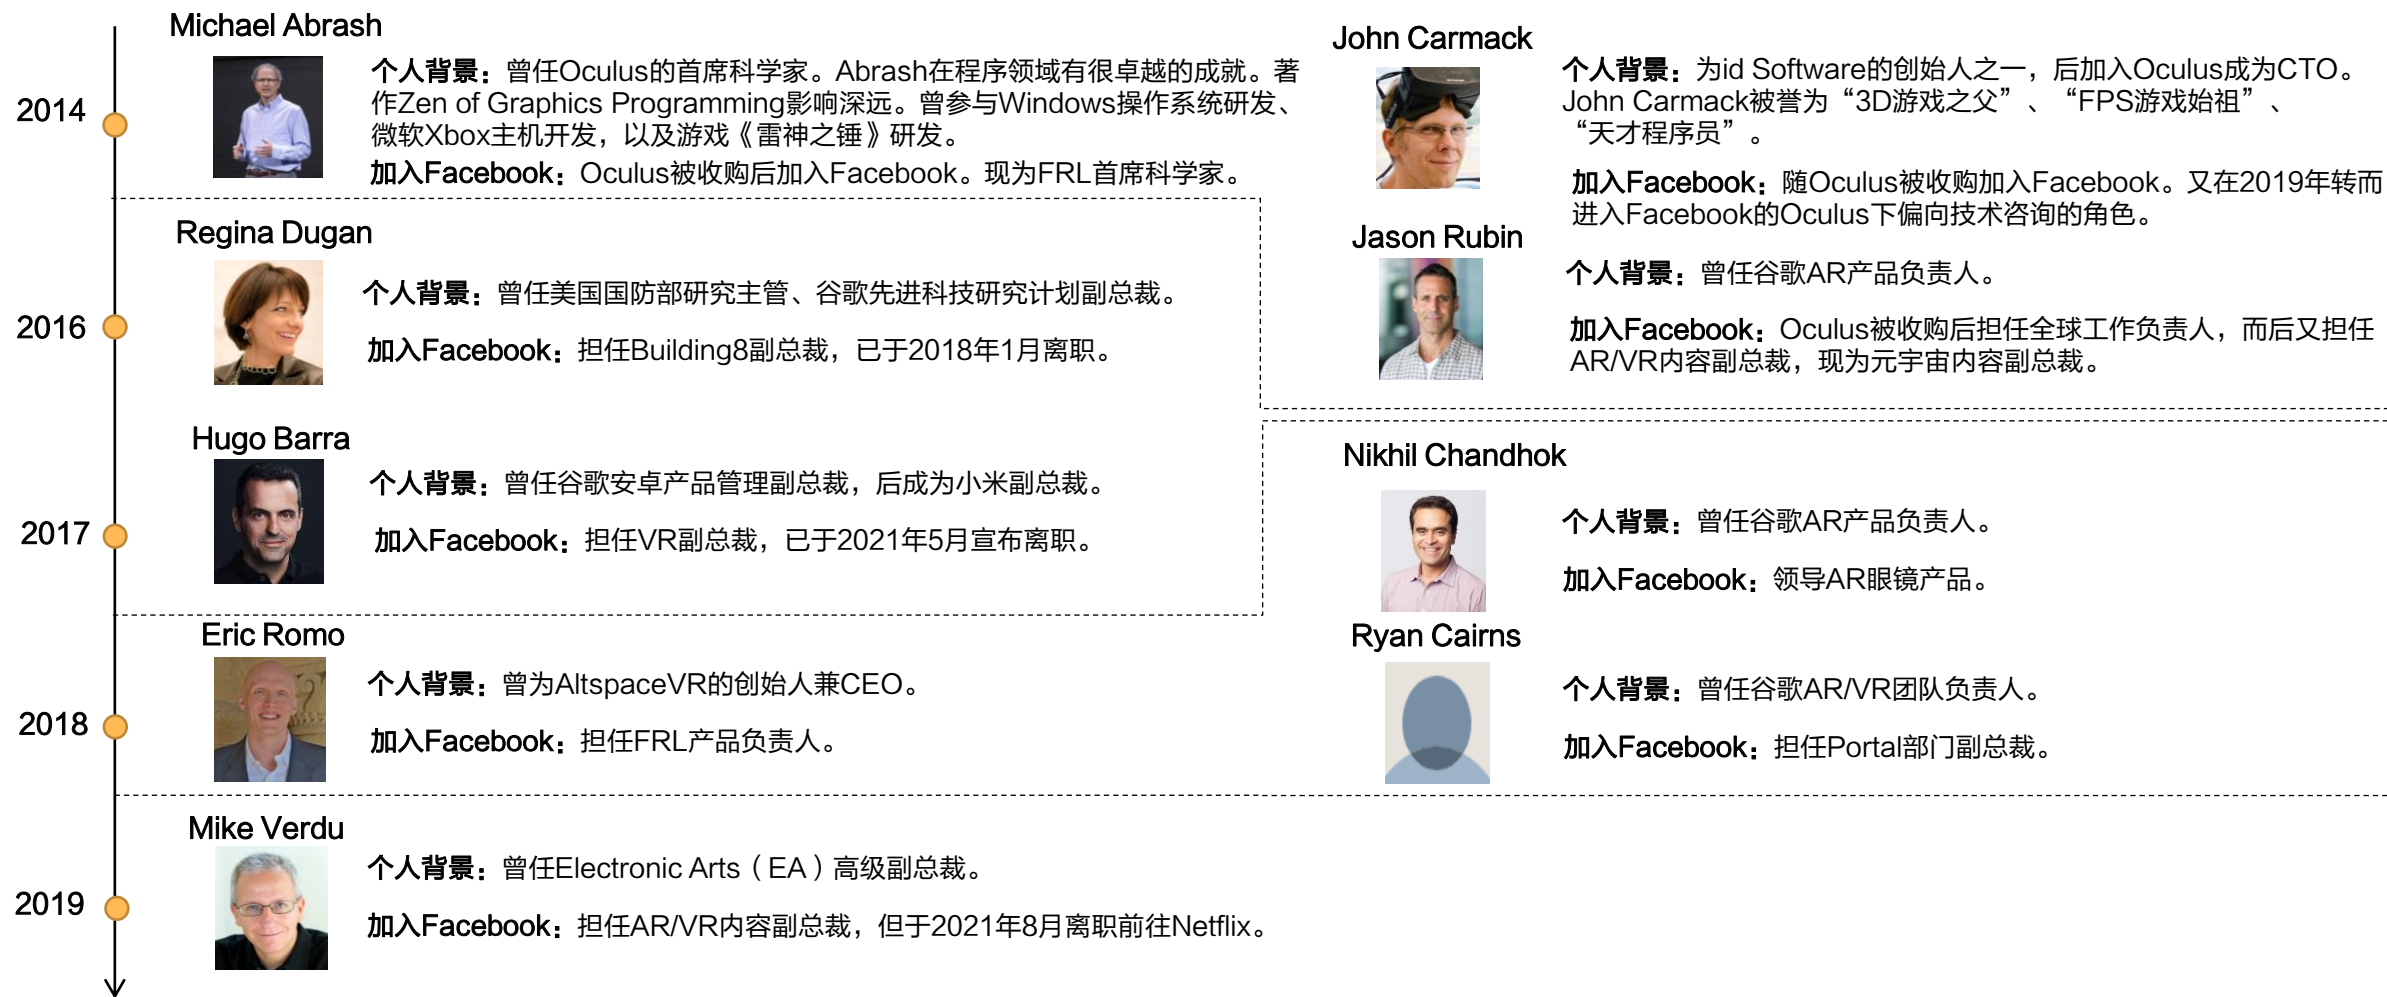 2014
Michael Abrash
个人背景：曾任Oculus的首席科学家。Abrash在程序领域有很卓越的成就。著
作Zen of Graphics Programming影响深远。曾参与Windows操作系统研发、
微软Xbox主机开发，以及游戏《雷神之锤》研发。
加入Facebook：Oculus被收购后加入Facebook。现为FRL首席科学家。
John Carmack
个人背景：为id Software的创始人之一，后加入Oculus成为CTO。
John Carmack被誉为“3D游戏之父”、“FPS游戏始祖”、
“天才程序员”。
加入Facebook：随Oculus被收购加入Facebook。又在2019年转而
进入Facebook的Oculus下偏向技术咨询的角色。
Jason Rubin
个人背景：曾任谷歌AR产品负责人。
加入Facebook：Oculus被收购后担任全球工作负责人，而后又担任
AR/VR内容副总裁，现为元宇宙内容副总裁。
2016
Regina Dugan
个人背景：曾任美国国防部研究主管、谷歌先进科技研究计划副总裁。
加入Facebook：担任Building8副总裁，已于2018年1月离职。
2017
Hugo Barra
个人背景：曾任谷歌安卓产品管理副总裁，后成为小米副总裁。
加入Facebook：担任VR副总裁，已于2021年5月宣布离职。
2018
Eric Romo
个人背景：曾为AltspaceVR的创始人兼CEO。
加入Facebook：担任FRL产品负责人。
Nikhil Chandhok
个人背景：曾任谷歌AR产品负责人。
加入Facebook：领导AR眼镜产品。
Ryan Cairns
个人背景：曾任谷歌AR/VR团队负责人。
加入Facebook：担任Portal部门副总裁。
2019
Mike Verdu
个人背景：曾任Electronic Arts（EA）高级副总裁。
加入Facebook：担任AR/VR内容副总裁，但于2021年8月离职前往Netflix。